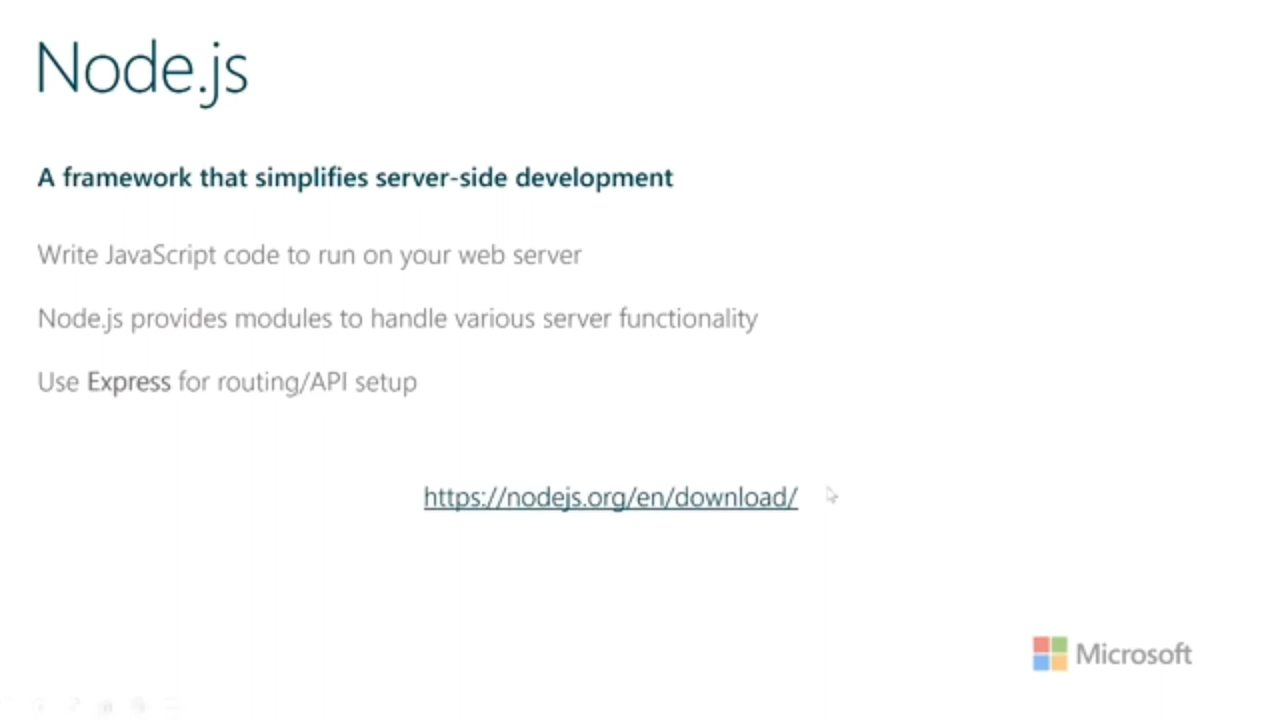 Node.js
A framework that simplifies server-side development
Write JavaScript code to run on your web server
Node.js provides modules to handle various server functionality
Use Express for routing/API setup
https://nodejs.org/en/download/
Microsoft